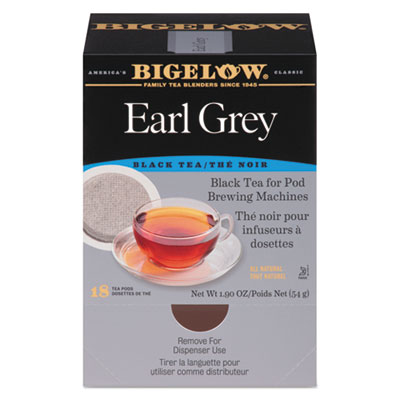 BIGELOW
AMERICA'S CLASSIC
FAMILY TEA BLENDERS SINCE 1945
Earl Grey
BLACK TEA/THÉ NOIR
Black Tea for Pod
Brewing Machines
Thé noir pour
infuseurs à
dosettes
ALL NATURAL
TOUT NATUREL
18 TEA PODS
DOSETTES DE THÉ
Net Wt 1.90 OZ/Poids Net (54 g)
Remove For
Dispenser Use
Tirer la languette pour
utiliser comme distributeur